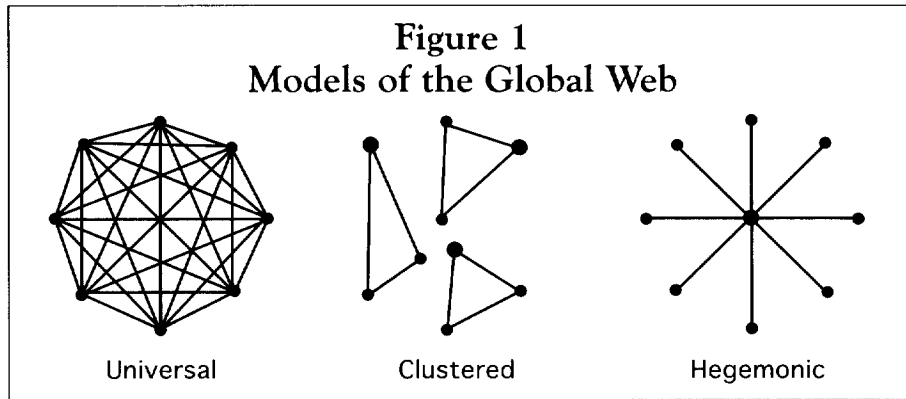 Figure 1
Models of the Global Web
Universal
Clustered
Hegemonic